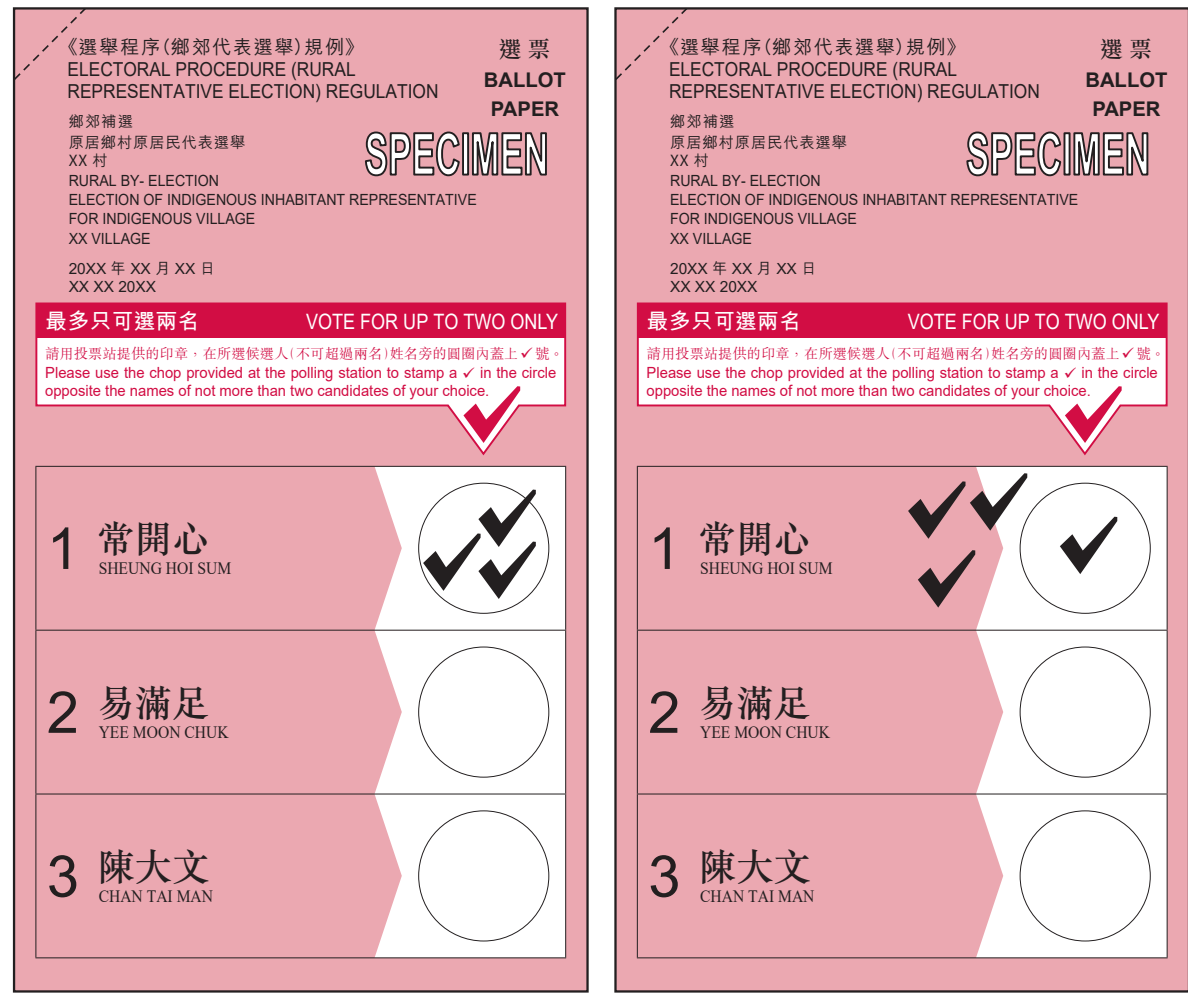 《選舉程序(鄉郊代表選舉)規例》
ELECTORAL PROCEDURE (RURAL
REPRESENTATIVE ELECTION) REGULATION
選票
BALLOT
PAPER
鄉郊補選
原居鄉村原居民代表選舉
XX 村
RURAL BY- ELECTION
ELECTION OF INDIGENOUS INHABITANT REPRESENTATIVE
FOR INDIGENOUS VILLAGE
XX VILLAGE
SPECIMEN
20XX 年 XX 月 XX 日
XX XX 20XX
最多只可選兩名 VOTE FOR UP TO TWO ONLY
請用投票站提供的印章，在所選候選人(不可超過兩名)姓名旁的圓圈內蓋上✓號。
Please use the chop provided at the polling station to stamp a ✓ in the circle
opposite the names of not more than two candidates of your choice.
1 常開心
SHEUNG HOI SUM
2 易滿足
YEE MOON CHUK
3 陳大文
CHAN TAI MAN
《選舉程序(鄉郊代表選舉)規例》
ELECTORAL PROCEDURE (RURAL
REPRESENTATIVE ELECTION) REGULATION
選票
BALLOT
PAPER
鄉郊補選
原居鄉村原居民代表選舉
XX 村
RURAL BY- ELECTION
ELECTION OF INDIGENOUS INHABITANT REPRESENTATIVE
FOR INDIGENOUS VILLAGE
XX VILLAGE
SPECIMEN
20XX 年 XX 月 XX 日
XX XX 20XX
最多只可選兩名 VOTE FOR UP TO TWO ONLY
請用投票站提供的印章，在所選候選人(不可超過兩名)姓名旁的圓圈內蓋上✓號。
Please use the chop provided at the polling station to stamp a ✓ in the circle
opposite the names of not more than two candidates of your choice.
1 常開心
SHEUNG HOI SUM
2 易滿足
YEE MOON CHUK
3 陳大文
CHAN TAI MAN